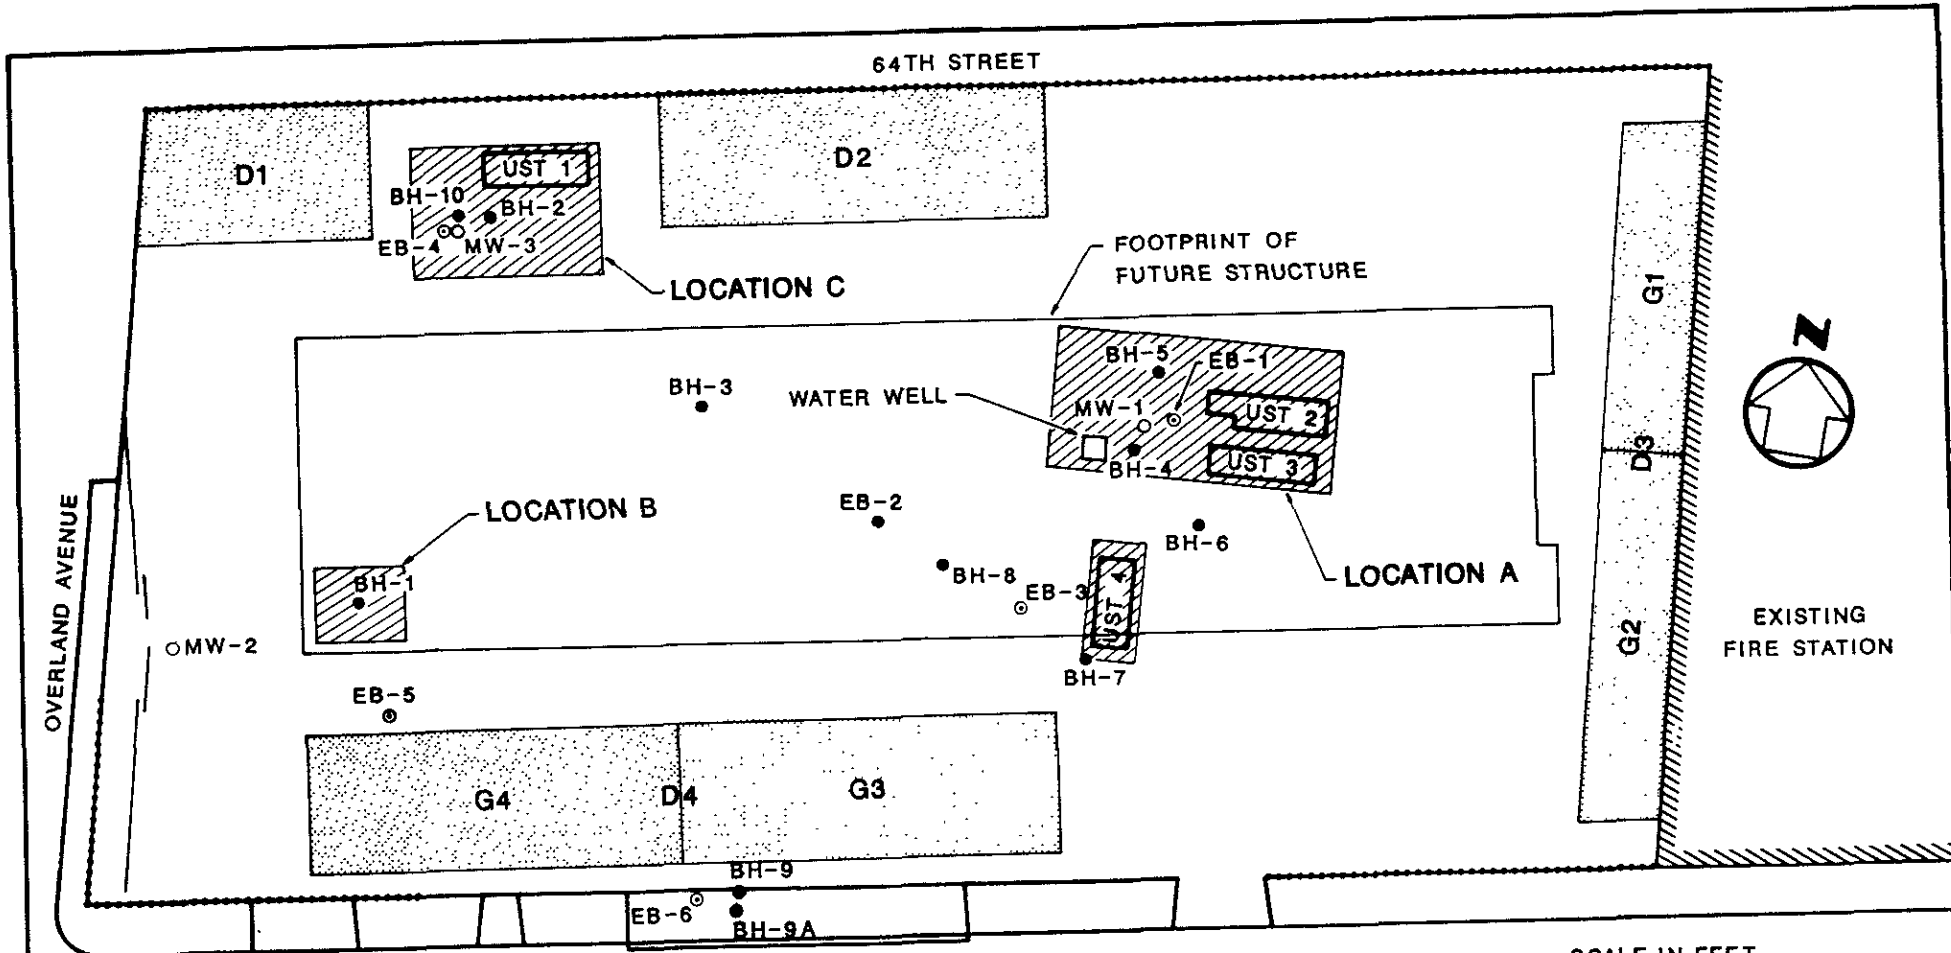 64TH STREET
D1
UST 1
D2
BH-10
BH-2
EB-4
MW-3
LOCATION C
FOOTPRINT OF
FUTURE STRUCTURE
G1
N
BH-5
EB-1
BH-3
WATER WELL
MW-1
UST 2
BH-4
UST 3
D3
EB-2
LOCATION B
BH-6
LOCATION A
BH-8
EB-3
UST 4
BH-1
OVERLAND AVENUE
MW-2
BH-7
G2
EXISTING
FIRE STATION
EB-5
G4
D4
G3
BH-9
EB-6
BH-9A
SCALE IN FEET